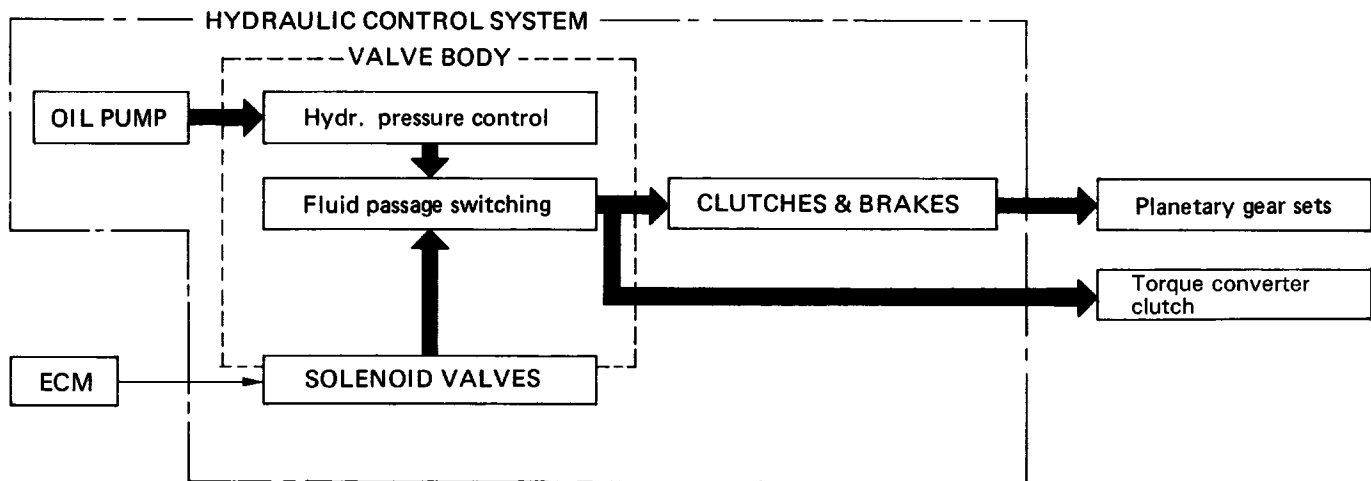 HYDRAULIC CONTROL SYSTEM
VALVE BODY
OIL PUMP
Hydr. pressure control
Fluid passage switching
CLUTCHES & BRAKES
Planetary gear sets
Torque converter
clutch
ECM
SOLENOID VALVES